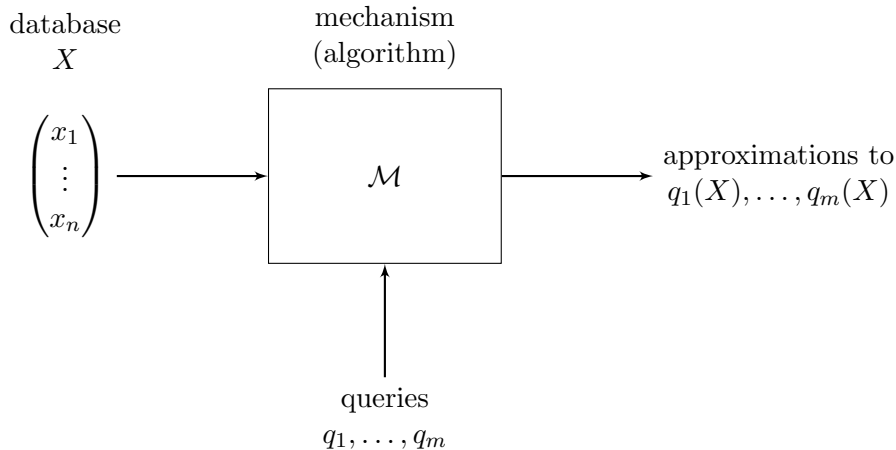 database
X
mechanism
(algorithm)
x₁
⋮
xₙ
ℳ
approximations to
q₁(X), . . . , qₘ(X)
queries
q₁, . . . , qₘ